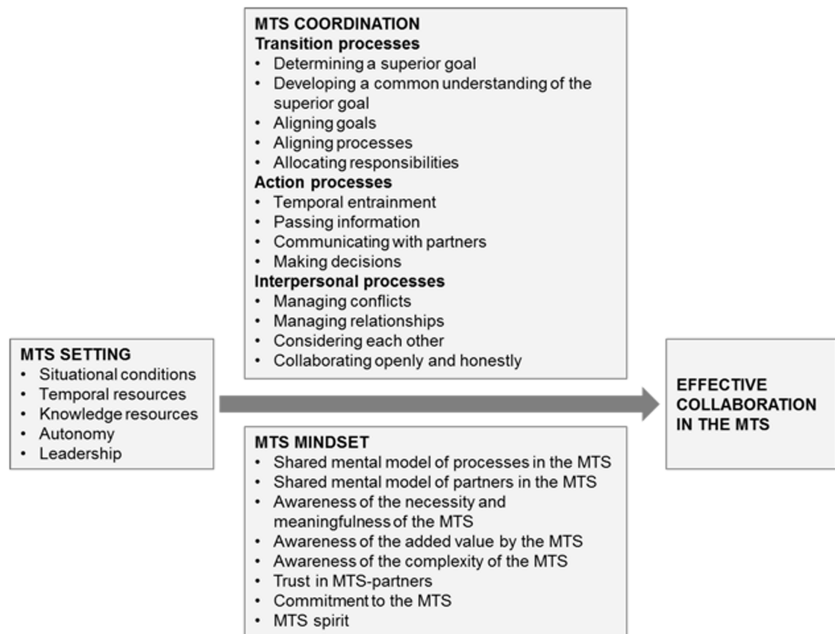 MTS COORDINATION
Transition processes
• Determining a superior goal
• Developing a common understanding of the
superior goal
• Aligning goals
• Aligning processes
• Allocating responsibilities
Action processes
• Temporal entrainment
• Passing information
• Communicating with partners
• Making decisions
Interpersonal processes
• Managing conflicts
• Managing relationships
• Considering each other
• Collaborating openly and honestly
MTS SETTING
• Situational conditions
• Temporal resources
• Knowledge resources
• Autonomy
• Leadership
EFFECTIVE
COLLABORATION
IN THE MTS
MTS MINDSET
• Shared mental model of processes in the MTS
• Shared mental model of partners in the MTS
• Awareness of the necessity and
meaningfulness of the MTS
• Awareness of the added value by the MTS
• Awareness of the complexity of the MTS
• Trust in MTS-partners
• Commitment to the MTS
• MTS spirit